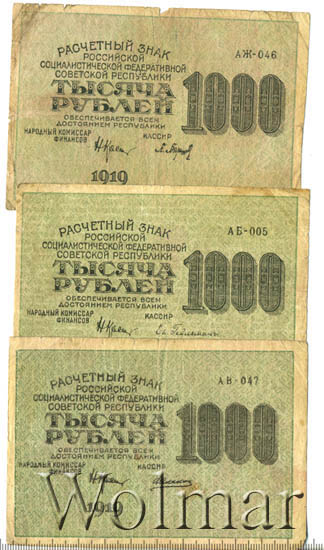 РАСЧЕТНЫЙ ЗНАК
РОССИЙСКОЙ
СОЦИАЛИСТИЧЕСКОЙ ФЕДЕРАТИВНОЙ
СОВЕТСКОЙ РЕСПУБЛИКИ
ТЫСЯЧА
РУБЛЕЙ
ОБЕСПЕЧИВАЕТСЯ ВСЕМ
ДОСТОЯНИЕМ РЕСПУБЛИКИ
НАРОДНЫЙ КОМИССАР
ФИНАНСОВ
КАССИР
1919
АЖ-046
1000
РАСЧЕТНЫЙ ЗНАК
РОССИЙСКОЙ
СОЦИАЛИСТИЧЕСКОЙ ФЕДЕРАТИВНОЙ
СОВЕТСКОЙ РЕСПУБЛИКИ
ТЫСЯЧА
РУБЛЕЙ
ОБЕСПЕЧИВАЕТСЯ ВСЕМ
ДОСТОЯНИЕМ РЕСПУБЛИКИ
НАРОДНЫЙ КОМИССАР
ФИНАНСОВ
КАССИР
АБ-005
1000
РАСЧЕТНЫЙ ЗНАК
РОССИЙСКОЙ
СОЦИАЛИСТИЧЕСКОЙ ФЕДЕРАТИВНОЙ
СОВЕТСКОЙ РЕСПУБЛИКИ
ТЫСЯЧА
РУБЛЕЙ
ОБЕСПЕЧИВАЕТСЯ ВСЕМ
ДОСТОЯНИЕМ РЕСПУБЛИКИ
НАРОДНЫЙ КОМИССАР
ФИНАНСОВ
КАССИР
1919
АВ-047
1000
Wolmar